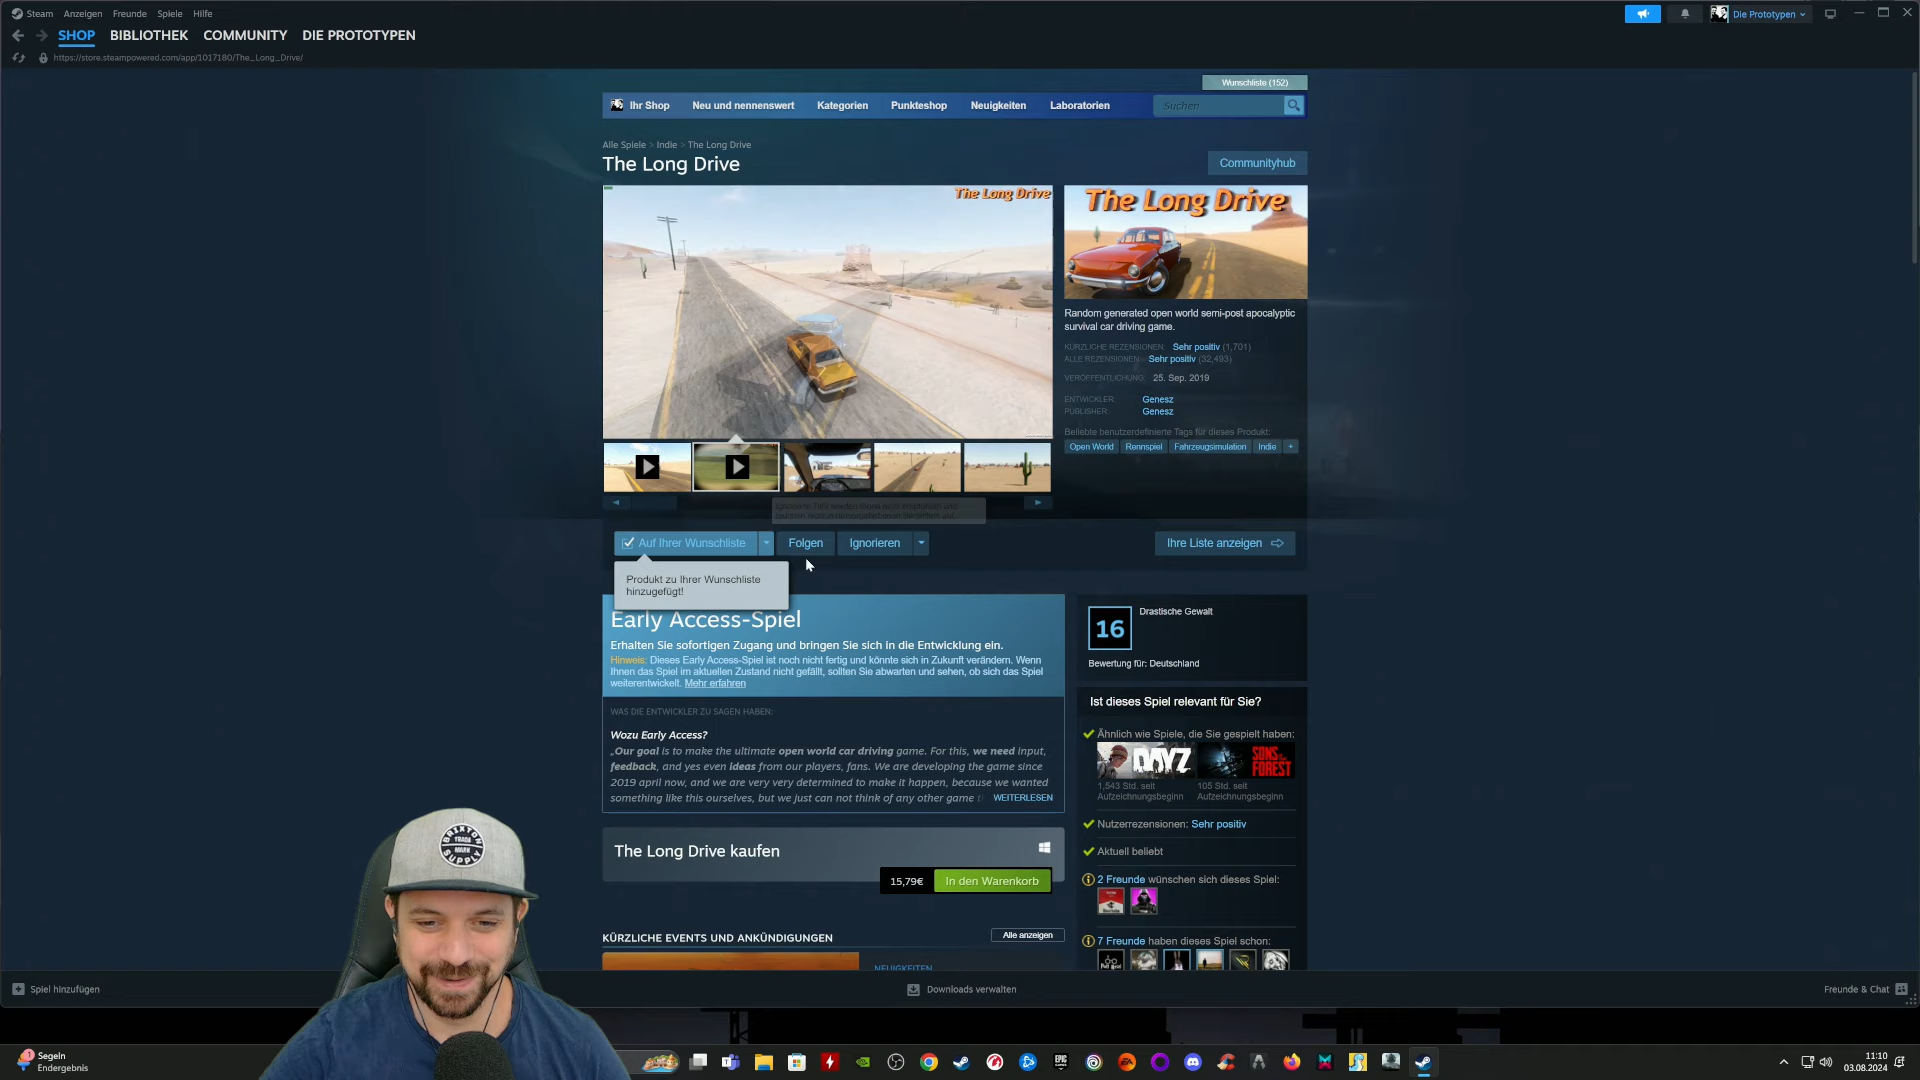 Steam Anzeigen Freunde Spiele Hilfe
Die Prototypen
SHOP BIBLIOTHEK COMMUNITY DIE PROTOTYPEN
https://store.steampowered.com/app/1017180/The_Long_Drive/
Wunschliste (152)
Ihr Shop Neu und nennenswert Kategorien Punkteshop Neuigkeiten Laboratorien Suchen
Alle Spiele > Indie > The Long Drive
The Long Drive
Communityhub
The Long Drive
The Long Drive
Random generated open world semi-post apocalyptic
survival car driving game.
KÜRZLICHE REZENSIONEN: Sehr positiv (1,701)
ALLE REZENSIONEN: Sehr positiv (32,493)
VERÖFFENTLICHUNG: 25. Sep. 2019
ENTWICKLER: Genesz
PUBLISHER: Genesz
Beliebte benutzerdefinierte Tags für dieses Produkt:
Open World Rennspiel Fahrzeugsimulation Indie +
Auf Ihrer Wunschliste Folgen Ignorieren Ihre Liste anzeigen
Produkt zu Ihrer Wunschliste
hinzugefügt!
Early Access-Spiel
Erhalten Sie sofortigen Zugang und bringen Sie sich in die Entwicklung ein.
Hinweis: Dieses Early Access-Spiel ist noch nicht fertig und könnte sich in Zukunft verändern. Wenn
Ihnen das Spiel im aktuellen Zustand nicht gefällt, sollten Sie abwarten und sehen, ob sich das Spiel
weiterentwickelt. Mehr erfahren
WAS DIE ENTWICKLER ZU SAGEN HABEN:
Wozu Early Access?
„Our goal is to make the ultimate open world car driving game. For this, we need input,
feedback, and yes even ideas from our players, fans. We are developing the game since
2019 april now, and we are very very determined to make it happen, because we wanted
something like this ourselves, but we just can not think of any other game t WEITERLESEN
16
Drastische Gewalt
Bewertung für: Deutschland
Ist dieses Spiel relevant für Sie?
Ähnlich wie Spiele, die Sie gespielt haben:
DAYZ
SONS OF THE FOREST
1,543 Std. seit
Aufzeichnungsbeginn
105 Std. seit
Aufzeichnungsbeginn
Nutzerrezensionen: Sehr positiv
Aktuell beliebt
2 Freunde wünschen sich dieses Spiel:
7 Freunde haben dieses Spiel schon:
The Long Drive kaufen
15,79€ In den Warenkorb
KÜRZLICHE EVENTS UND ANKÜNDIGUNGEN
Alle anzeigen
NEUIGKEITEN
BRIXTON
TRADE
MARK
SUPPLY
Spiel hinzufügen
Downloads verwalten
Freunde & Chat
1
Segeln
Endergebnis
11:10
03.08.2024